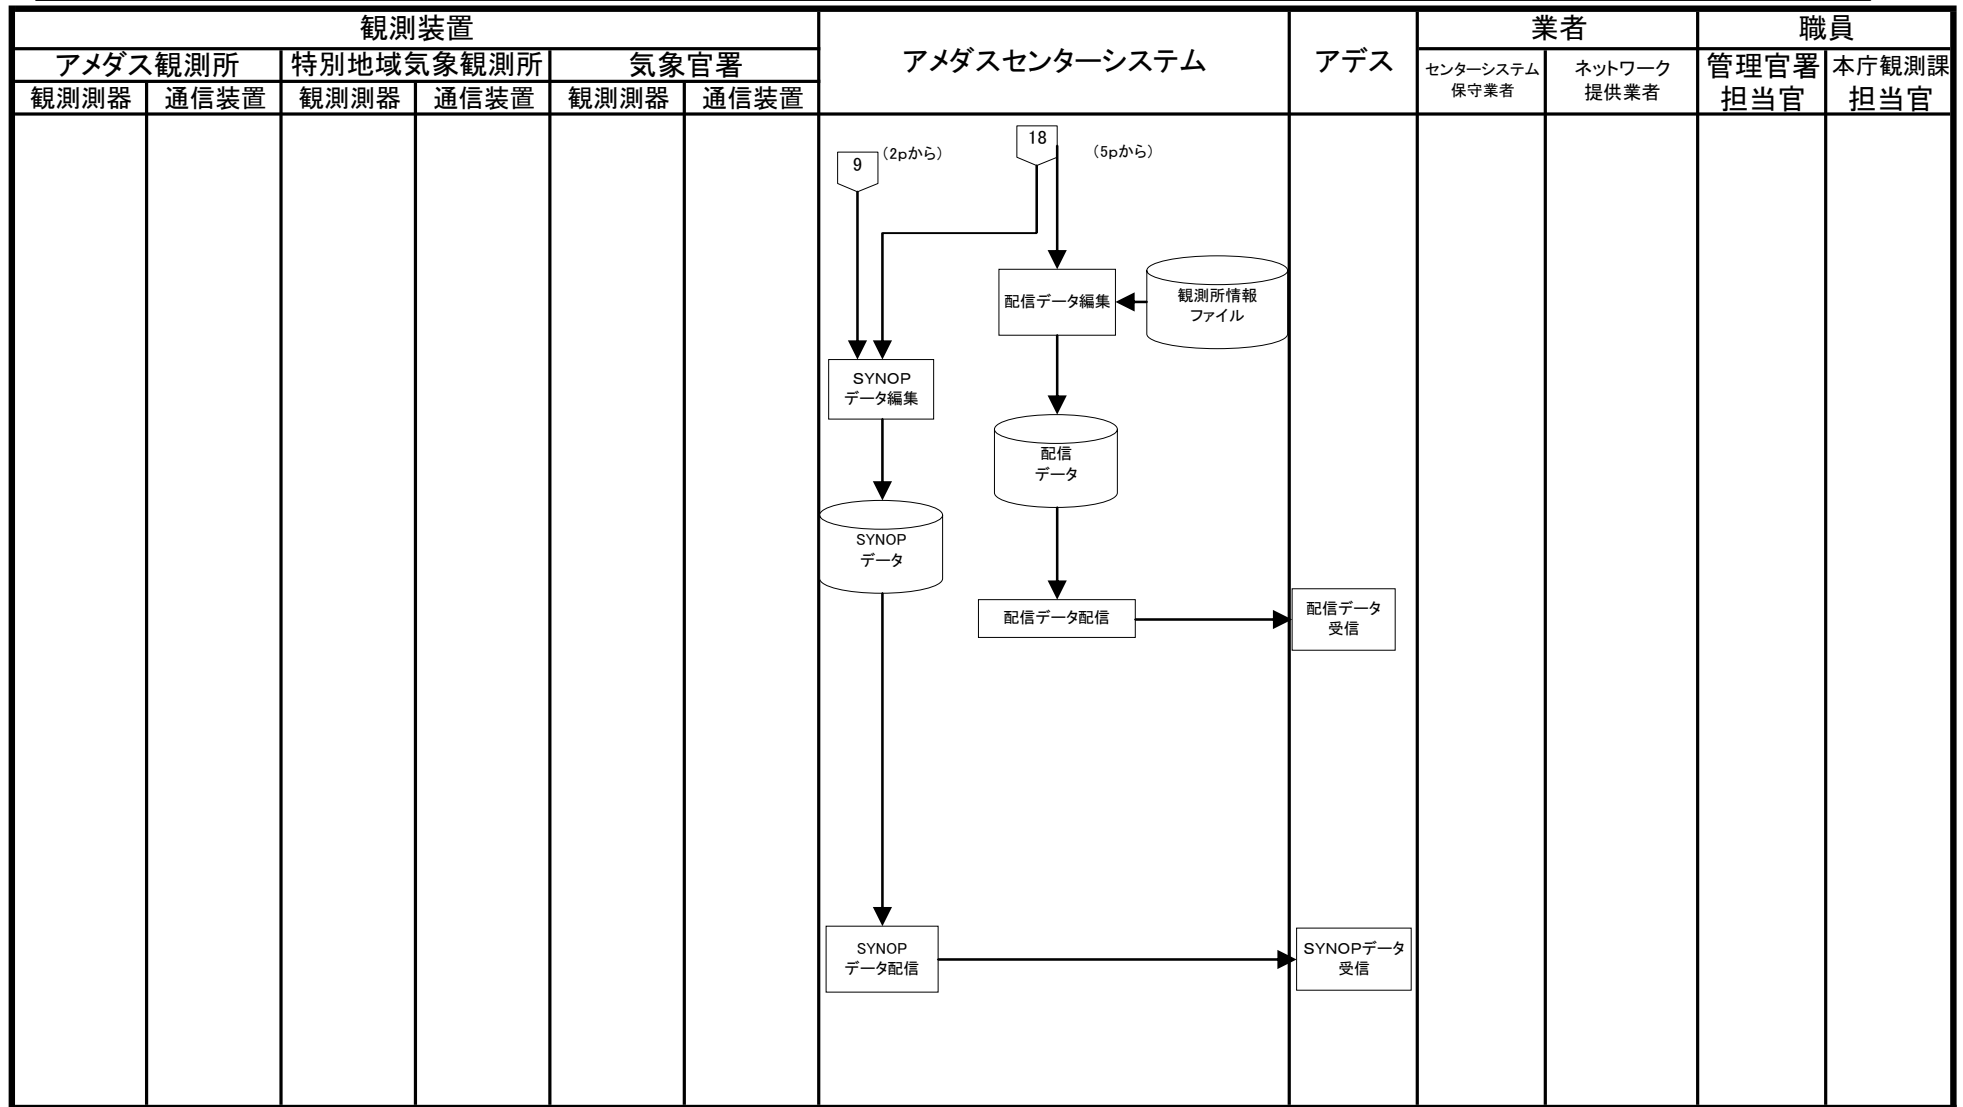 観測装置
アメダスセンターシステム
アデス
業者
職員
アメダス観測所
特別地域気象観測所
気象官署
センターシステム
保守業者
ネットワーク
提供業者
管理官署
担当官
本庁観測課
担当官
観測測器
通信装置
観測測器
通信装置
観測測器
通信装置
18
(5pから)
9
(2pから)
配信データ編集
観測所情報
ファイル
SYNOP
データ編集
配信
データ
SYNOP
データ
配信データ配信
配信データ
受信
SYNOP
データ配信
SYNOPデータ
受信